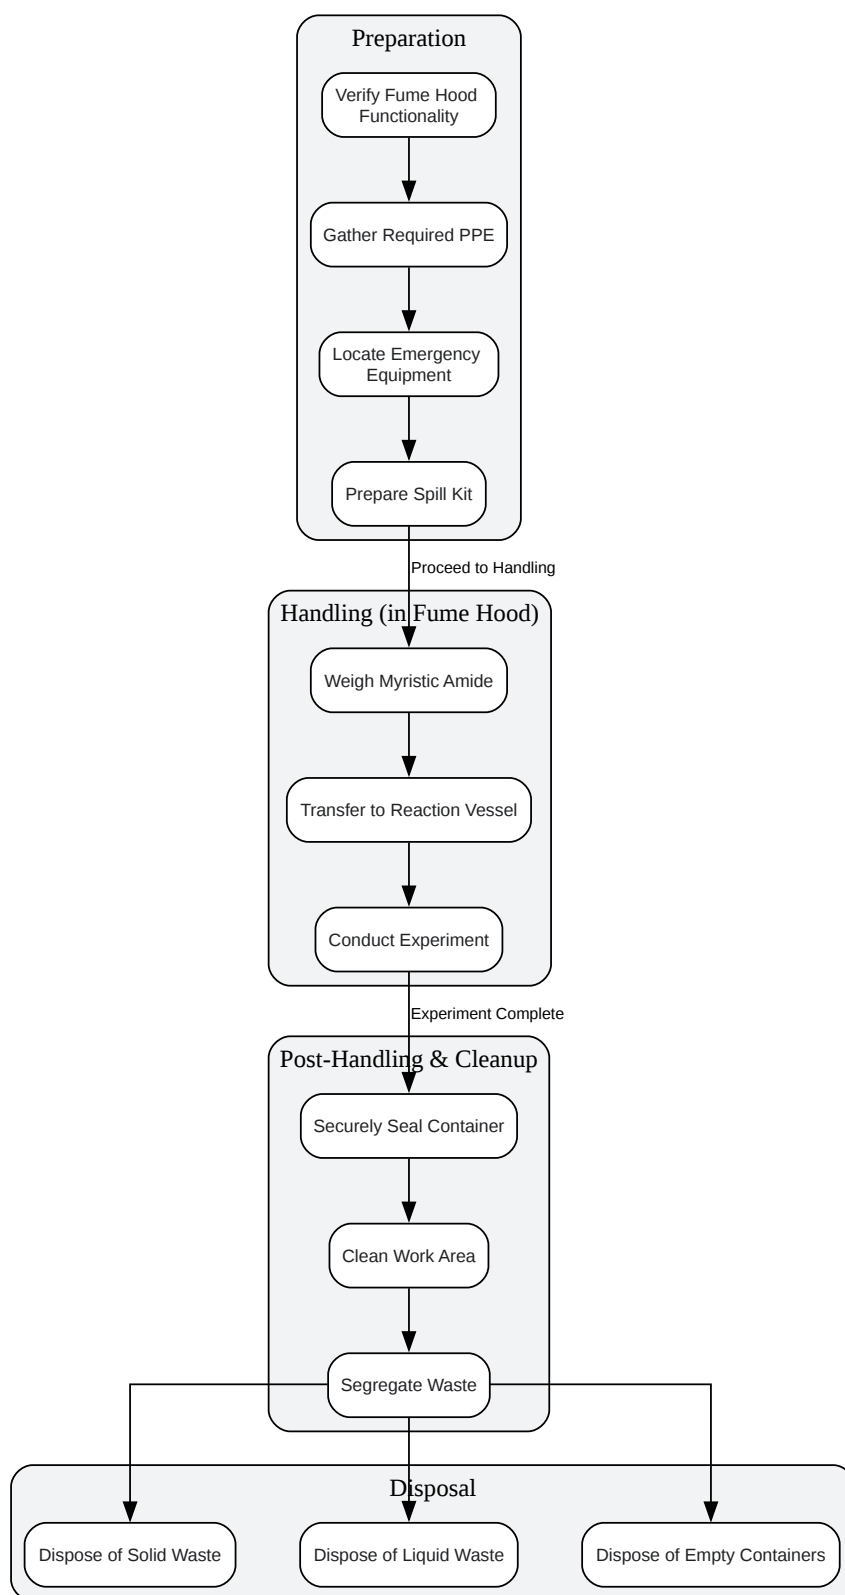 Preparation
Verify Fume Hood
Functionality
Gather Required PPE
Locate Emergency
Equipment
Prepare Spill Kit
Proceed to Handling
Handling (in Fume Hood)
Weigh Myristic Amide
Transfer to Reaction Vessel
Conduct Experiment
Experiment Complete
Post-Handling & Cleanup
Securely Seal Container
Clean Work Area
Segregate Waste
Disposal
Dispose of Solid Waste
Dispose of Liquid Waste
Dispose of Empty Containers